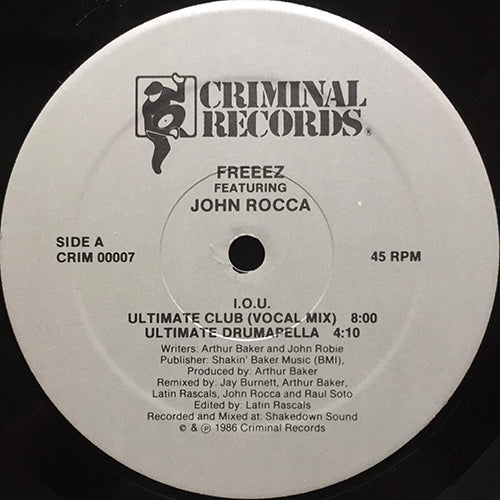 CRIMINAL
RECORDS®
FREEEZ
FEATURING
JOHN ROCCA
SIDE A
CRIM 00007
45 RPM
I.O.U.
ULTIMATE CLUB (VOCAL MIX) 8:00
ULTIMATE DRUMAPELLA 4:10
Writers: Arthur Baker and John Robie
Publisher: Shakin' Baker Music (BMI),
Produced by: Arthur Baker
Remixed by: Jay Burnett, Arthur Baker,
Latin Rascals, John Rocca and Raul Soto
Edited by: Latin Rascals
Recorded and Mixed at: Shakedown Sound
© & ℗ 1986 Criminal Records